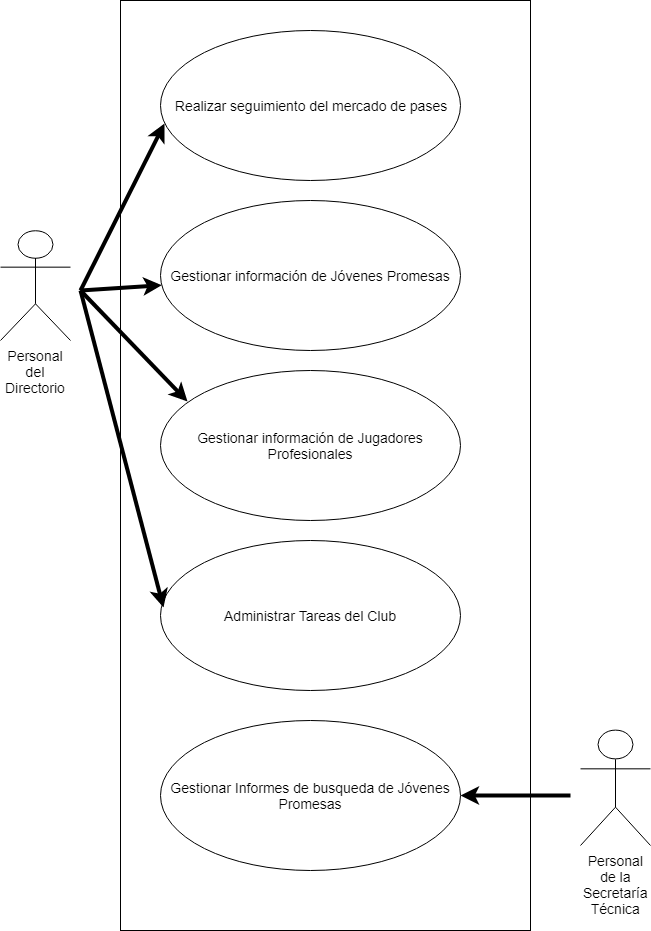 Realizar seguimiento del mercado de pases
Gestionar información de Jóvenes Promesas
Personal
del
Directorio
Gestionar información de Jugadores
Profesionales
Administrar Tareas del Club
Gestionar Informes de busqueda de Jóvenes
Promesas
Personal
de la
Secretaría
Técnica